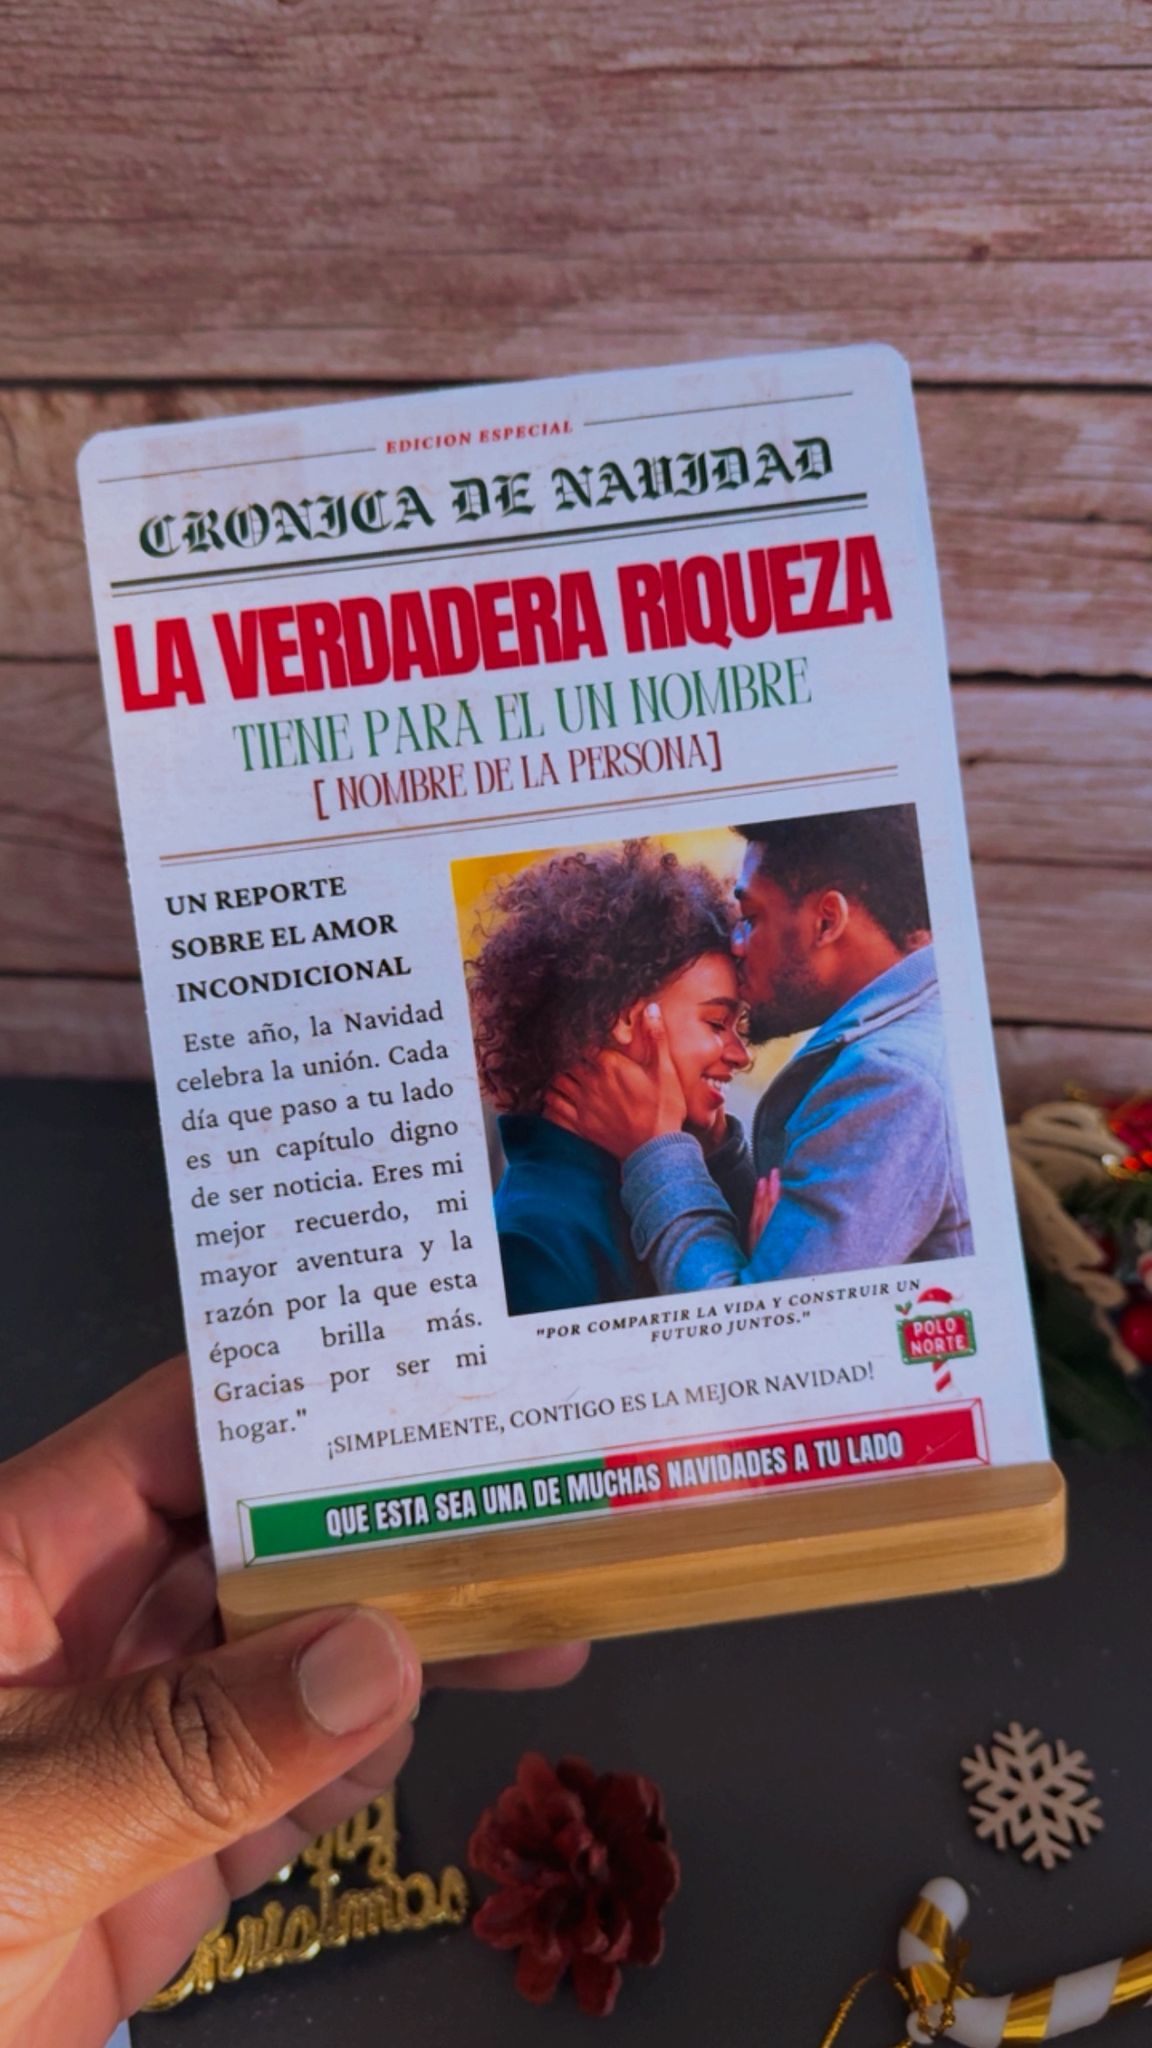 EDICION ESPECIAL
CRONICA DE NAVIDAD
LA VERDADERA RIQUEZA
TIENE PARA EL UN NOMBRE
[ NOMBRE DE LA PERSONA]
UN REPORTE
SOBRE EL AMOR
INCONDICIONAL
Este año, la Navidad
celebra la unión. Cada
día que paso a tu lado
es un capítulo digno
de ser noticia. Eres mi
mejor recuerdo, mi
mayor aventura y la
razón por la que esta
época brilla más.
Gracias por ser mi
hogar."
"POR COMPARTIR LA VIDA Y CONSTRUIR UN
FUTURO JUNTOS."
POLO
NORTE
¡SIMPLEMENTE, CONTIGO ES LA MEJOR NAVIDAD!
QUE ESTA SEA UNA DE MUCHAS NAVIDADES A TU LADO
Christmas